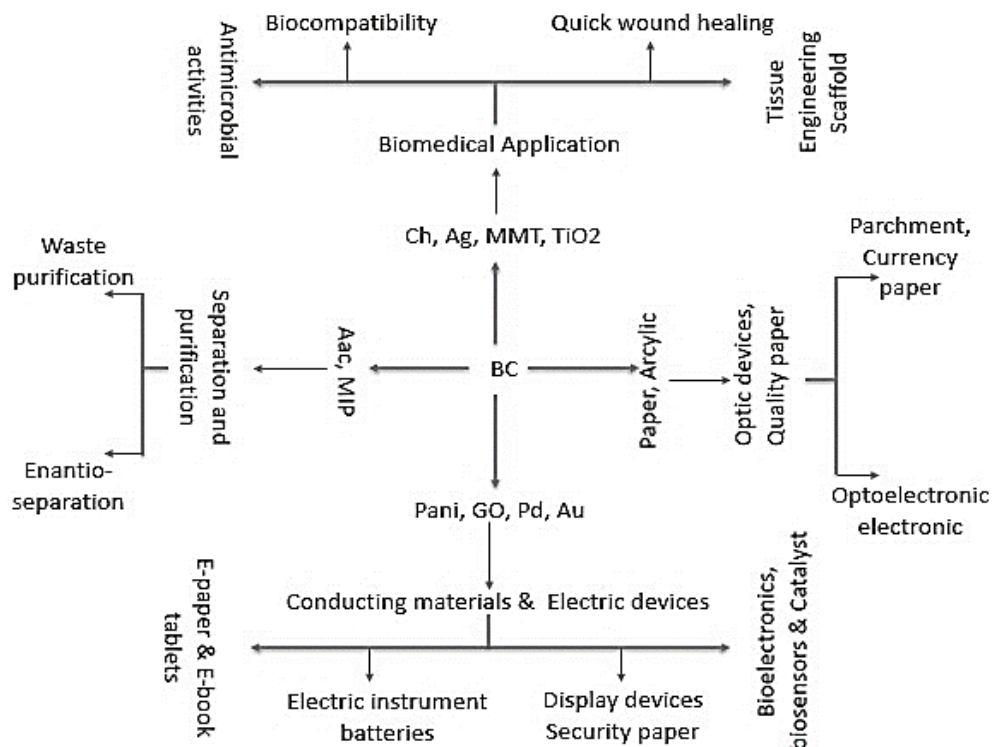 Biocompatibility
Quick wound healing
Antimicrobial
activities
Tissue
Engineering
Scaffold
Biomedical Application
Ch, Ag, MMT, TiO2
Waste
purification
Parchment,
Currency
paper
Separation and
purification
Aac, MIP
BC
Paper, Arcylic
Optic devices,
Quality paper
Enantio-
separation
Optoelectronic
electronic
Pani, GO, Pd, Au
Conducting materials & Electric devices
E-paper & E-book
tablets
Bioelectronics,
biosensors & Catalyst
Electric instrument
batteries
Display devices
Security paper